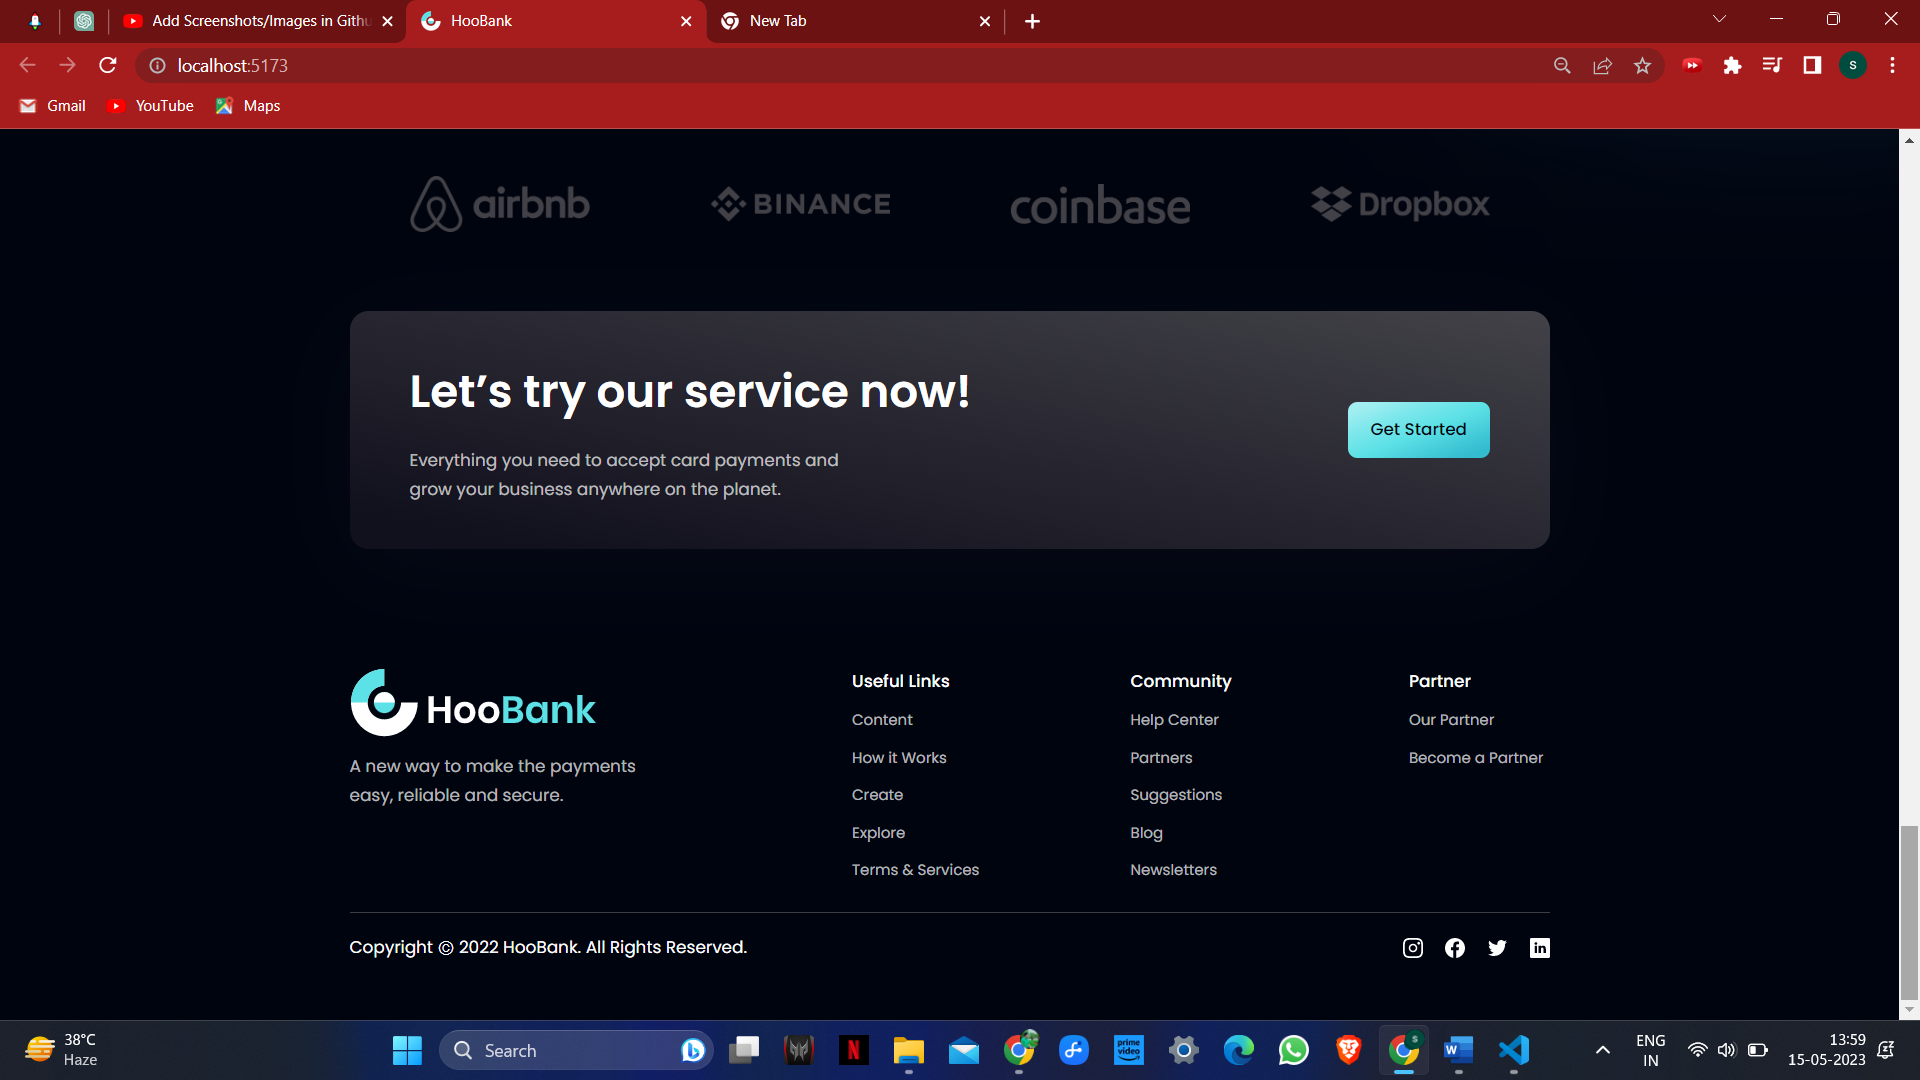 Add Screenshots/Images in Githu
HooBank
New Tab
localhost:5173
S
Gmail
YouTube
Maps
airbnb
BINANCE
coinbase
Dropbox
Let’s try our service now!
Everything you need to accept card payments and
grow your business anywhere on the planet.
Get Started
HooBank
A new way to make the payments
easy, reliable and secure.
Useful Links
Content
How it Works
Create
Explore
Terms & Services
Community
Help Center
Partners
Suggestions
Blog
Newsletters
Partner
Our Partner
Become a Partner
Copyright © 2022 HooBank. All Rights Reserved.
in
38°C
Haze
Search
N
prime
video
S
W
ENG
IN
13:59
15-05-2023